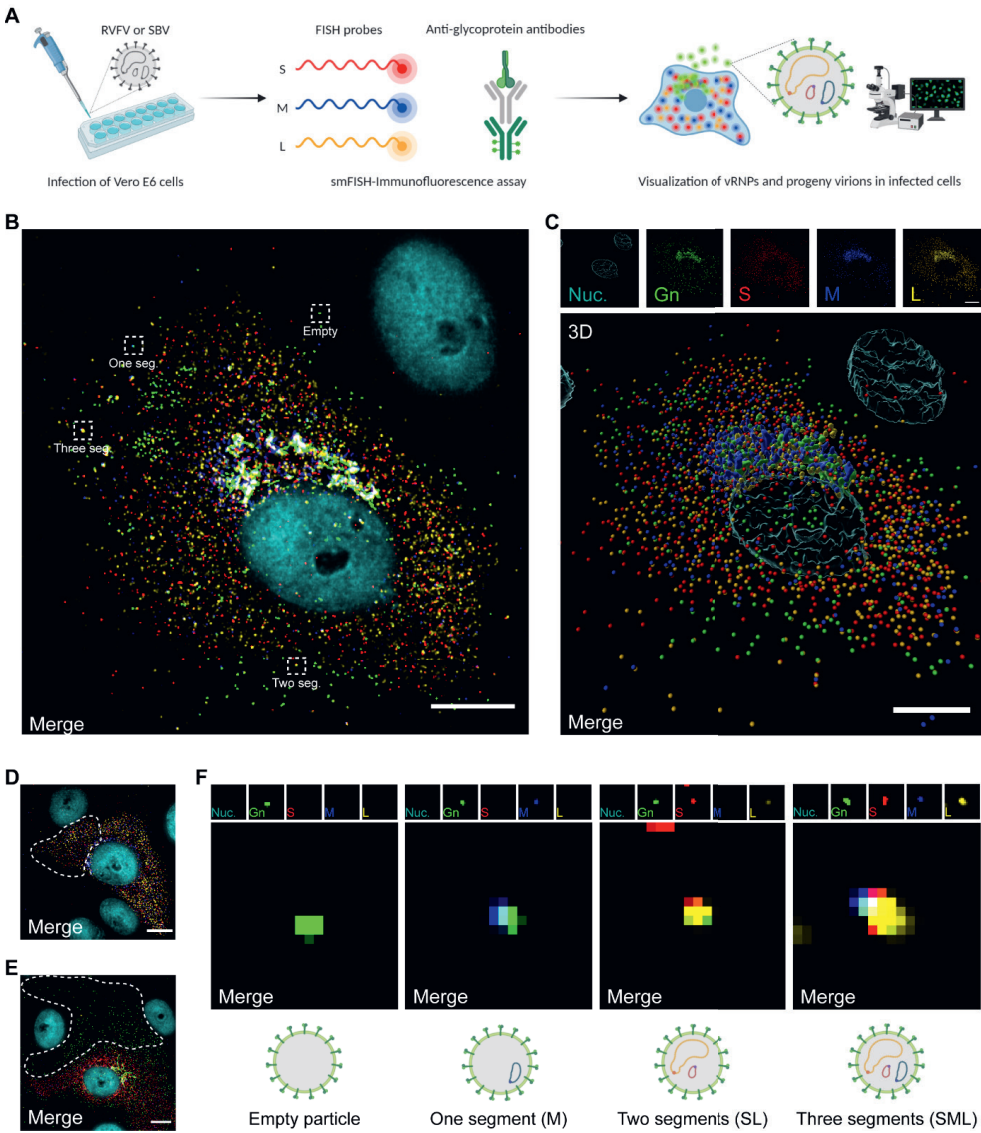 A
RVFV or SBV
FISH probes
Anti-glycoprotein antibodies
S
M
L
Infection of Vero E6 cells
smFISH-Immunofluorescence assay
Visualization of vRNPs and progeny virions in infected cells
B
Empty
One seg.
Three seg.
Two seg.
Merge
C
Nuc.
Gn
S
M
L
3D
Merge
D
Merge
E
Merge
F
Nuc. Gn S M L
Nuc. Gn S M L
Nuc. Gn S M L
Nuc. Gn S M L
Merge
Merge
Merge
Merge
Empty particle
One segment (M)
Two segments (SL)
Three segments (SML)